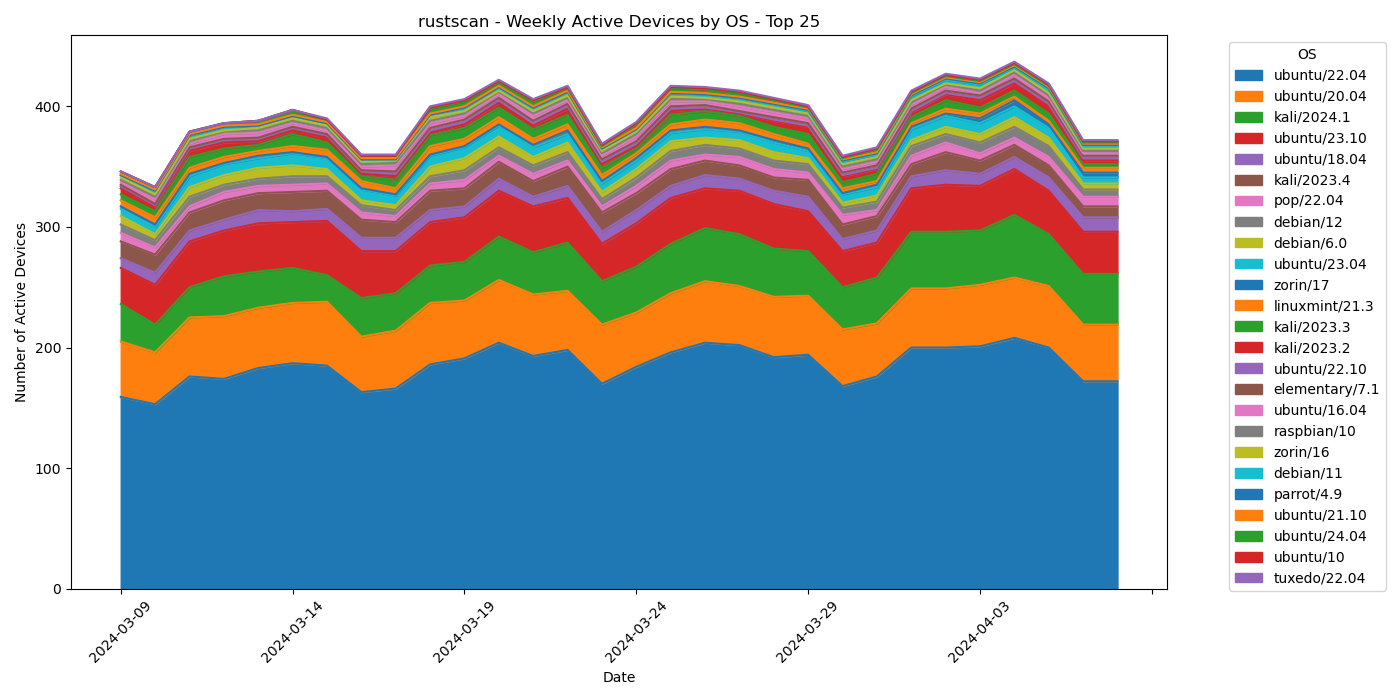 rustscan - Weekly Active Devices by OS - Top 25
Number of Active Devices
400
300
200
100
0
2024-03-09
2024-03-14
2024-03-19
2024-03-24
2024-03-29
2024-04-03
Date
OS
ubuntu/22.04
ubuntu/20.04
kali/2024.1
ubuntu/23.10
ubuntu/18.04
kali/2023.4
pop/22.04
debian/12
debian/6.0
ubuntu/23.04
zorin/17
linuxmint/21.3
kali/2023.3
kali/2023.2
ubuntu/22.10
elementary/7.1
ubuntu/16.04
raspbian/10
zorin/16
debian/11
parrot/4.9
ubuntu/21.10
ubuntu/24.04
ubuntu/10
tuxedo/22.04